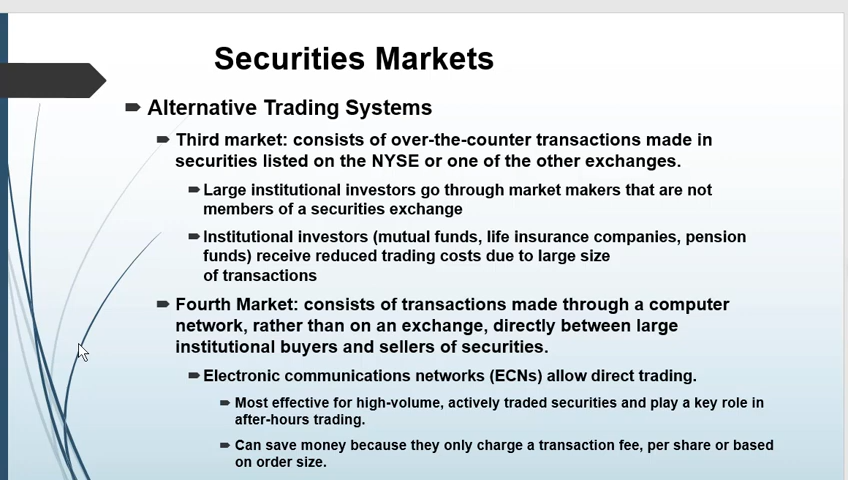 Securities Markets
Alternative Trading Systems
Third market: consists of over-the-counter transactions made in
securities listed on the NYSE or one of the other exchanges.
Large institutional investors go through market makers that are not
members of a securities exchange
Institutional investors (mutual funds, life insurance companies, pension
funds) receive reduced trading costs due to large size
of transactions
Fourth Market: consists of transactions made through a computer
network, rather than on an exchange, directly between large
institutional buyers and sellers of securities.
Electronic communications networks (ECNs) allow direct trading.
Most effective for high-volume, actively traded securities and play a key role in
after-hours trading.
Can save money because they only charge a transaction fee, per share or based
on order size.